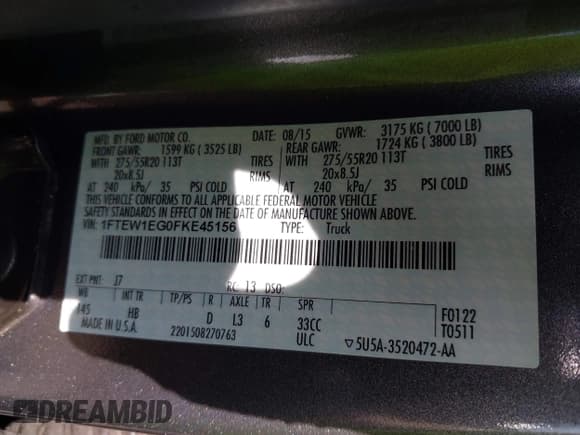 MFD. BY FORD MOTOR CO.
DATE: 08/15 GVWR: 3175 KG ( 7000 LB)
FRONT GAWR: 1599 KG ( 3525 LB) REAR GAWR: 1724 KG ( 3800 LB)
WITH 275/55R20 113T TIRES WITH 275/55R20 113T TIRES
20x8.5J RIMS 20x8.5J RIMS
AT 240 kPa/ 35 PSI COLD AT 240 kPa/ 35 PSI COLD
THIS VEHICLE CONFORMS TO ALL APPLICABLE FEDERAL MOTOR VEHICLE
SAFETY STANDARDS IN EFFECT ON THE DATE OF MANUFACTURE SHOWN ABOVE.
VIN: 1FTEW1EG0FKE45156 TYPE: Truck
EXT PNT: J7 RC: 13 DSO:
WB INT TR TP/PS R AXLE TR SPR
145 HB D L3 6 33CC F0122
MADE IN U.S.A. 2201508270763 ULC T0511
▽5U5A-3520472-AA
DREAMBID